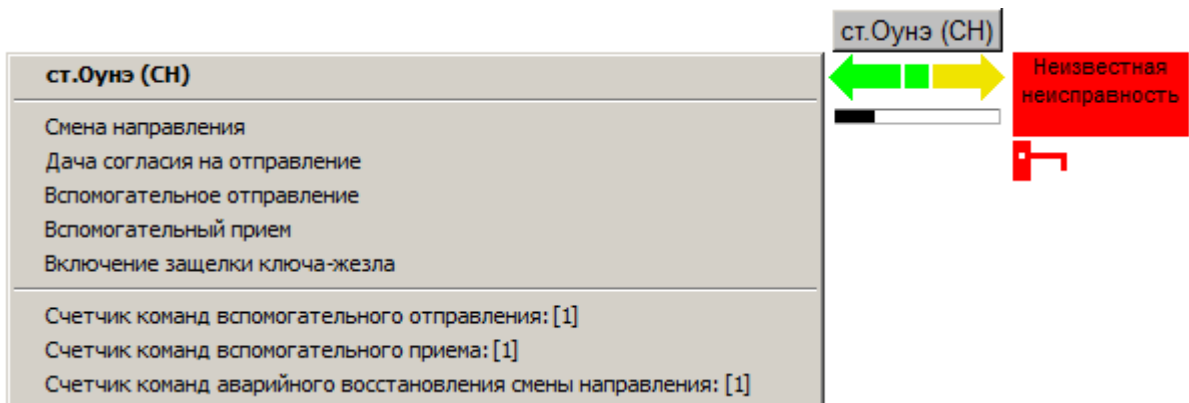 ст.Оунэ (СН)
Неизвестная
неисправность
ст.Оунэ (СН)
Смена направления
Дача согласия на отправление
Вспомогательное отправление
Вспомогательный прием
Включение защелки ключа-жезла
Счетчик команд вспомогательного отправления: [1]
Счетчик команд вспомогательного приема: [1]
Счетчик команд аварийного восстановления смены направления: [1]